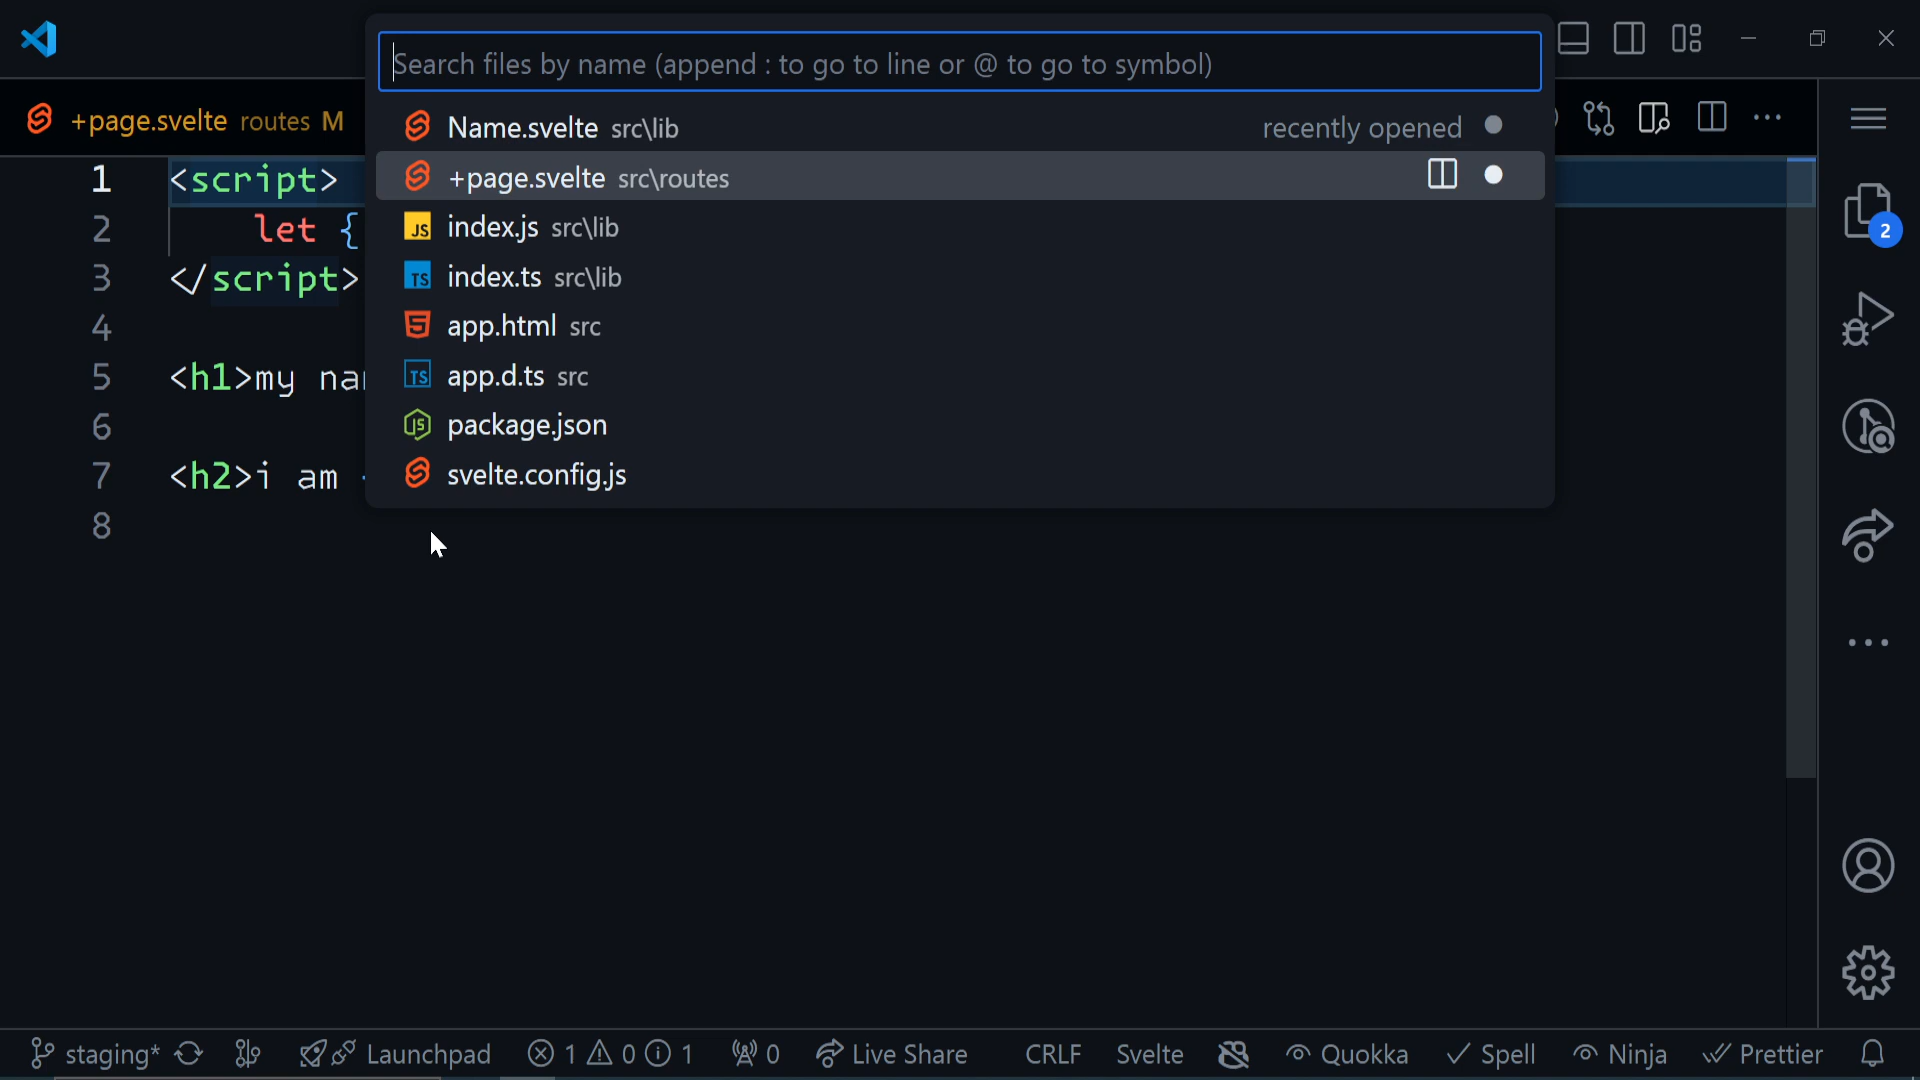 Search files by name (append : to go to line or @ to go to symbol)
+page.svelte routes M
Name.svelte src\lib recently opened
+page.svelte src\routes
JS index.js src\lib
TS index.ts src\lib
app.html src
TS app.d.ts src
JS package.json
svelte.config.js
1 <script>
2 let {
3 </script>
4
5 <h1>my
6
7 <h2>i am
8
2
staging* Launchpad 1 0 1 0 Live Share CRLF Svelte Quokka Spell Ninja Prettier